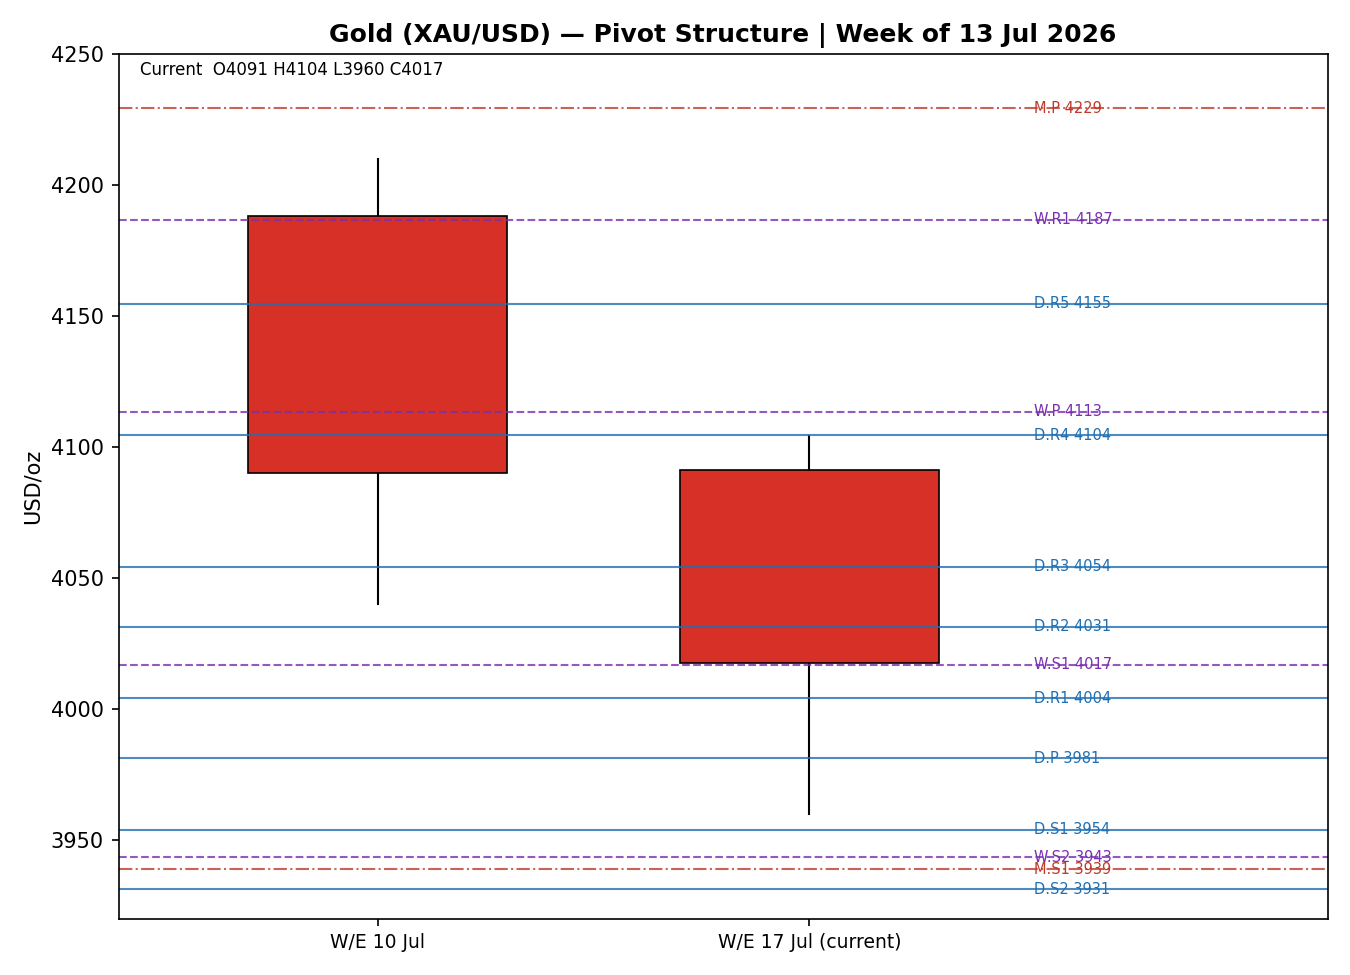 Gold (XAU/USD) — Pivot Structure | Week of 13 Jul 2026
Current  O4091 H4104 L3960 C4017
4250
4200
4150
4100
4050
4000
3950
USD/oz
M.P 4229
W.R1 4187
D.R5 4155
W.P 4113
D.R4 4104
D.R3 4054
D.R2 4031
W.S1 4017
D.R1 4004
D.P 3981
D.S1 3954
W.S2 3943
M.S1 3939
D.S2 3931
W/E 10 Jul
W/E 17 Jul (current)